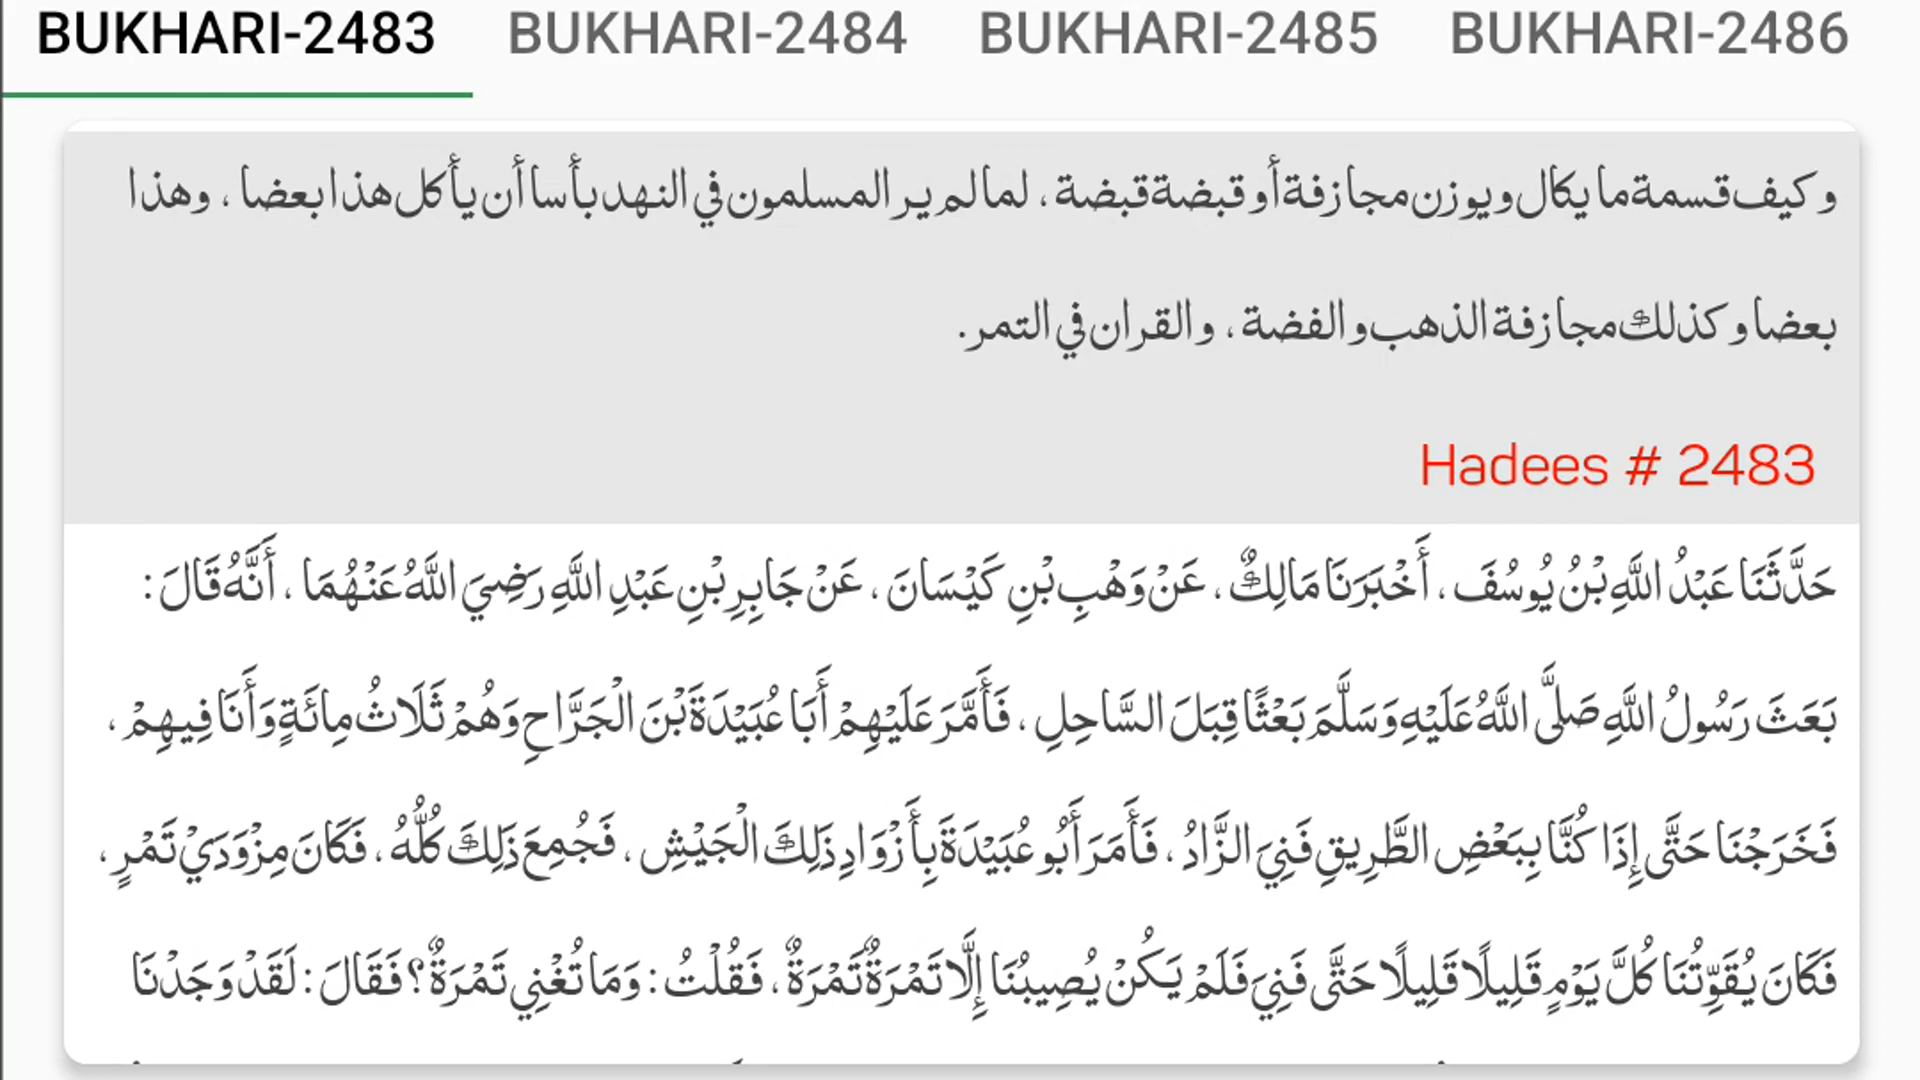 BUKHARI-2483 BUKHARI-2484 BUKHARI-2485 BUKHARI-2486
وكيف قسمة ما يكال ويوزن مجازفة أو قبضة قبضة ، لما لم ير المسلمون في النهد بأسا أن يأكل هذا بعضا ، وهذا
بعضا وكذلك مجازفة الذهب والفضة ، والقران في التمر.
Hadees # 2483
حَدَّثَنَا عَبْدُ اللَّهِ بْنُ يُوسُفَ ، أَخْبَرَنَا مَالِكٌ ، عَنْ وَهْبِ بْنِ كَيْسَانَ ، عَنْ جَابِرِ بْنِ عَبْدِ اللَّهِ رَضِيَ اللَّهُ عَنْهُمَا ، أَنَّهُ قَالَ :
بَعَثَ رَسُولُ اللَّهِ صَلَّى اللَّهُ عَلَيْهِ وَسَلَّمَ بَعْثًا قِبَلَ السَّاحِلِ ، فَأَمَّرَ عَلَيْهِمْ أَبَا عُبَيْدَةَ بْنَ الْجَرَّاحِ وَهُمْ ثَلَاثُ مِائَةٍ وَأَنَا فِيهِمْ ،
فَخَرَجْنَا حَتَّى إِذَا كُنَّا بِبَعْضِ الطَّرِيقِ فَنِيَ الزَّادُ ، فَأَمَرَ أَبُو عُبَيْدَةَ بِأَزْوَادِ ذَلِكَ الْجَيْشِ ، فَجُمِعَ ذَلِكَ كُلُّهُ ، فَكَانَ مِزْوَدَيْ تَمْرٍ ،
فَكَانَ يُقَوِّتُنَا كُلَّ يَوْمٍ قَلِيلًا قَلِيلًا حَتَّى فَنِيَ فَلَمْ يَكُنْ يُصِيبُنَا إِلَّا تَمْرَةٌ تَمْرَةٌ ، فَقُلْتُ : وَمَا تُغْنِي تَمْرَةٌ ؟ فَقَالَ : لَقَدْ وَجَدْنَا